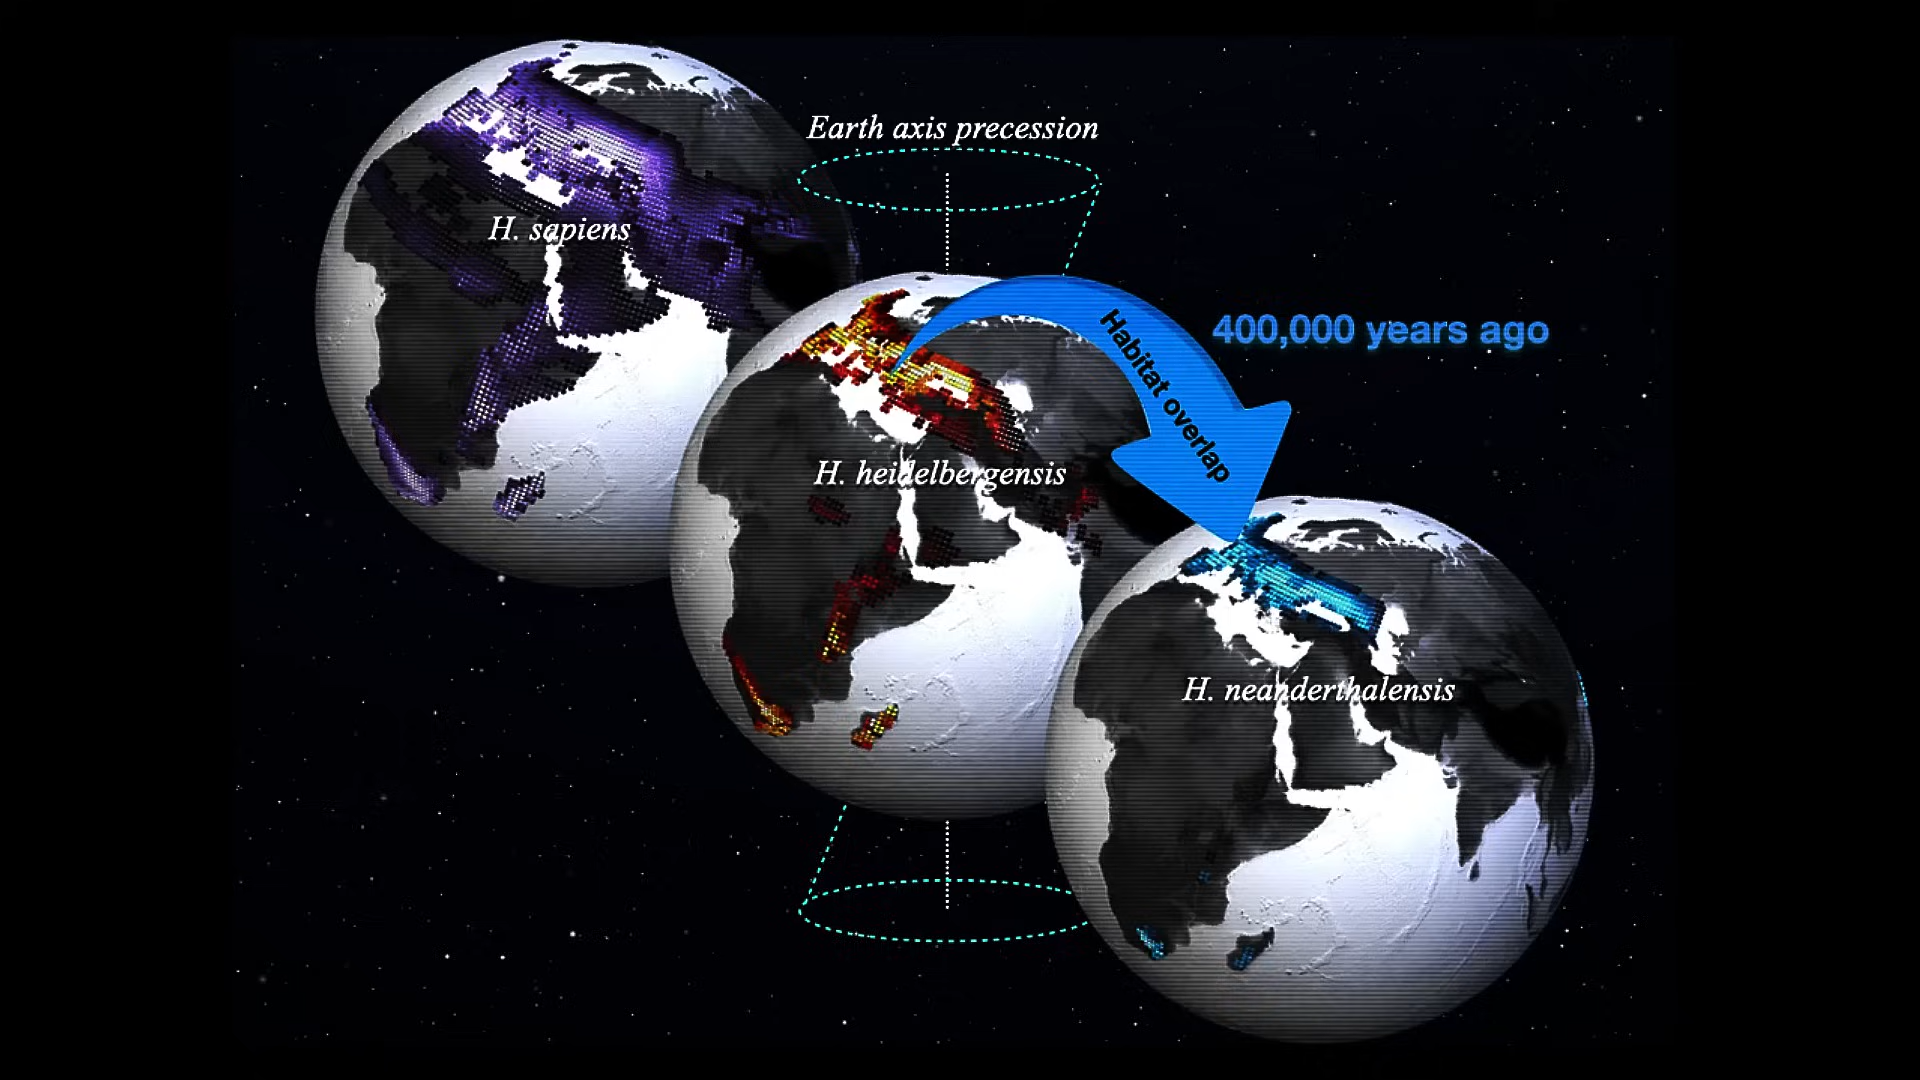 Earth axis precession
H. sapiens
400,000 years ago
Habitat overlap
H. heidelbergensis
H. neanderthalensis